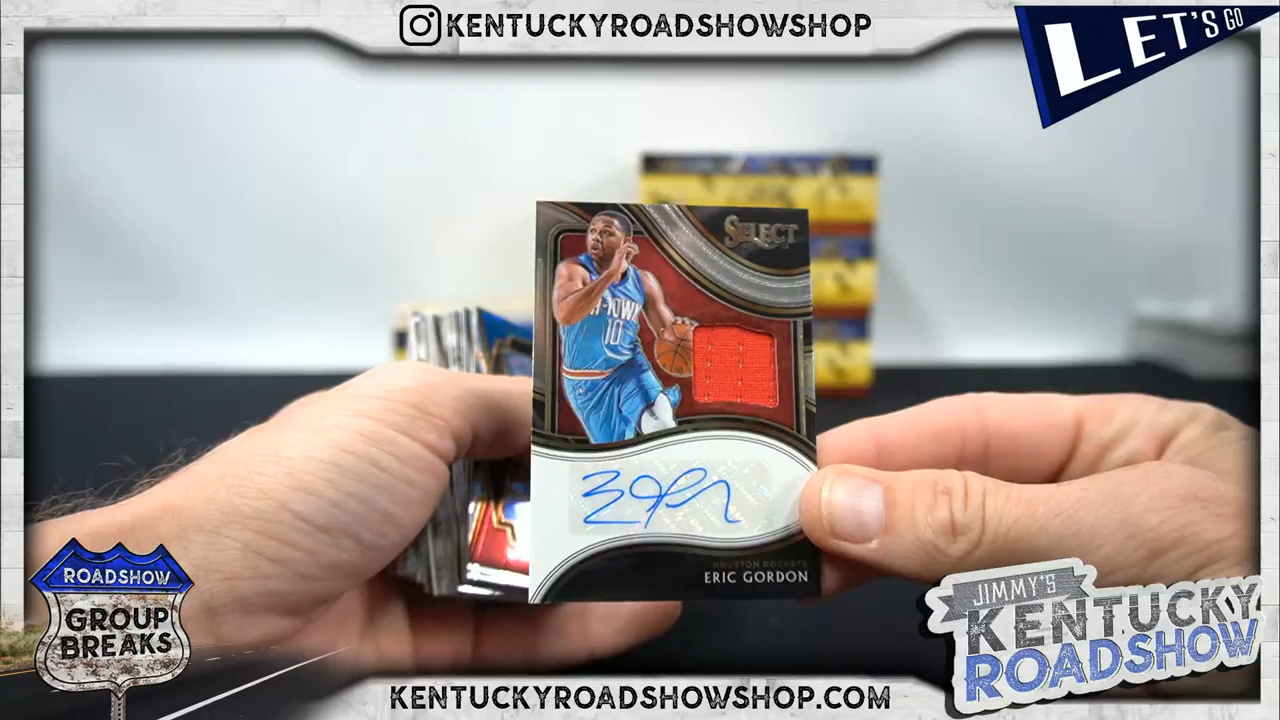 KENTUCKYROADSHOWSHOP
LET'S GO
SELECT
H-TOWN
10
HOUSTON ROCKETS
ERIC GORDON
ROADSHOW
GROUP
BREAKS
JIMMY'S
KENTUCKY
ROADSHOW
KENTUCKYROADSHOWSHOP.COM